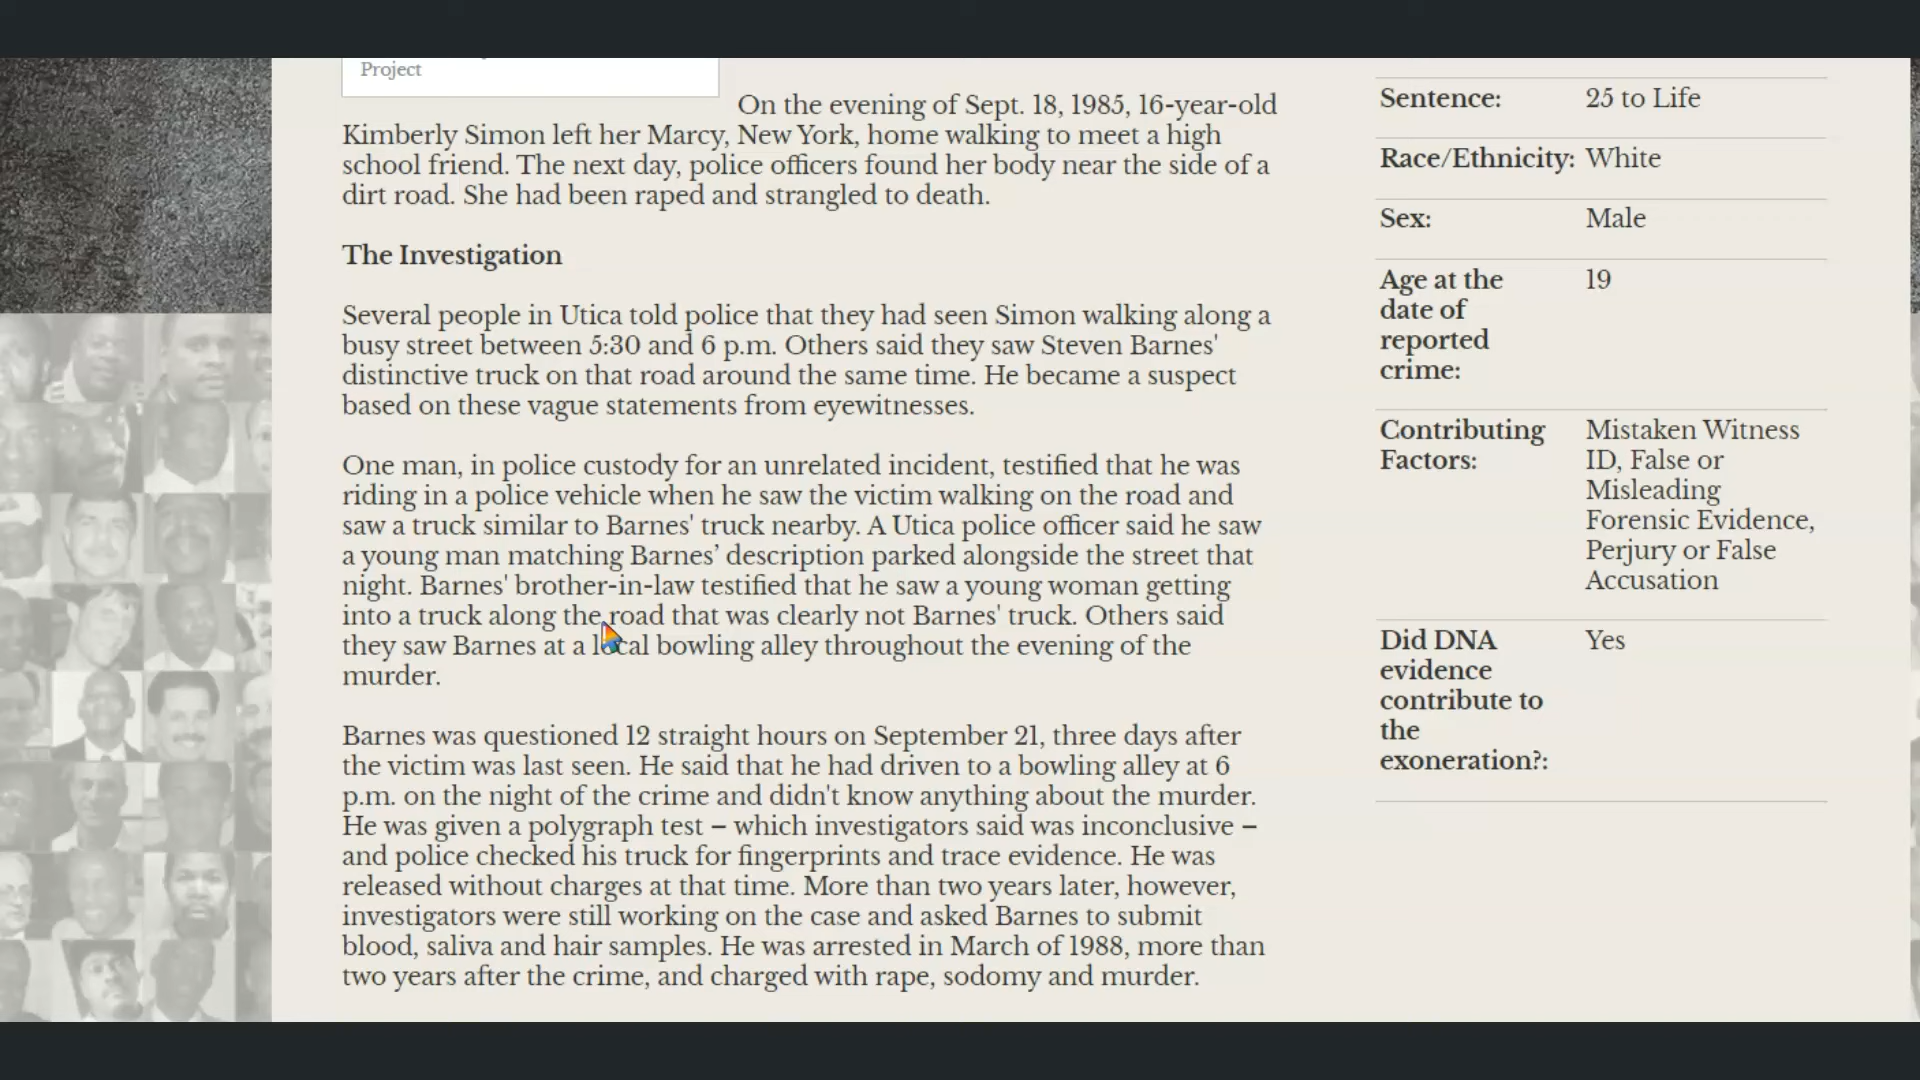 Project
On the evening of Sept. 18, 1985, 16-year-old
Kimberly Simon left her Marcy, New York, home walking to meet a high
school friend. The next day, police officers found her body near the side of a
dirt road. She had been raped and strangled to death.
The Investigation
Several people in Utica told police that they had seen Simon walking along a
busy street between 5:30 and 6 p.m. Others said they saw Steven Barnes'
distinctive truck on that road around the same time. He became a suspect
based on these vague statements from eyewitnesses.
One man, in police custody for an unrelated incident, testified that he was
riding in a police vehicle when he saw the victim walking on the road and
saw a truck similar to Barnes' truck nearby. A Utica police officer said he saw
a young man matching Barnes’ description parked alongside the street that
night. Barnes' brother-in-law testified that he saw a young woman getting
into a truck along the road that was clearly not Barnes' truck. Others said
they saw Barnes at a local bowling alley throughout the evening of the
murder.
Barnes was questioned 12 straight hours on September 21, three days after
the victim was last seen. He said that he had driven to a bowling alley at 6
p.m. on the night of the crime and didn't know anything about the murder.
He was given a polygraph test – which investigators said was inconclusive –
and police checked his truck for fingerprints and trace evidence. He was
released without charges at that time. More than two years later, however,
investigators were still working on the case and asked Barnes to submit
blood, saliva and hair samples. He was arrested in March of 1988, more than
two years after the crime, and charged with rape, sodomy and murder.
Sentence: 25 to Life
Race/Ethnicity: White
Sex: Male
Age at the 19
date of
reported
crime:
Contributing Mistaken Witness
Factors: ID, False or
Misleading
Forensic Evidence,
Perjury or False
Accusation
Did DNA Yes
evidence
contribute to
the
exoneration?: